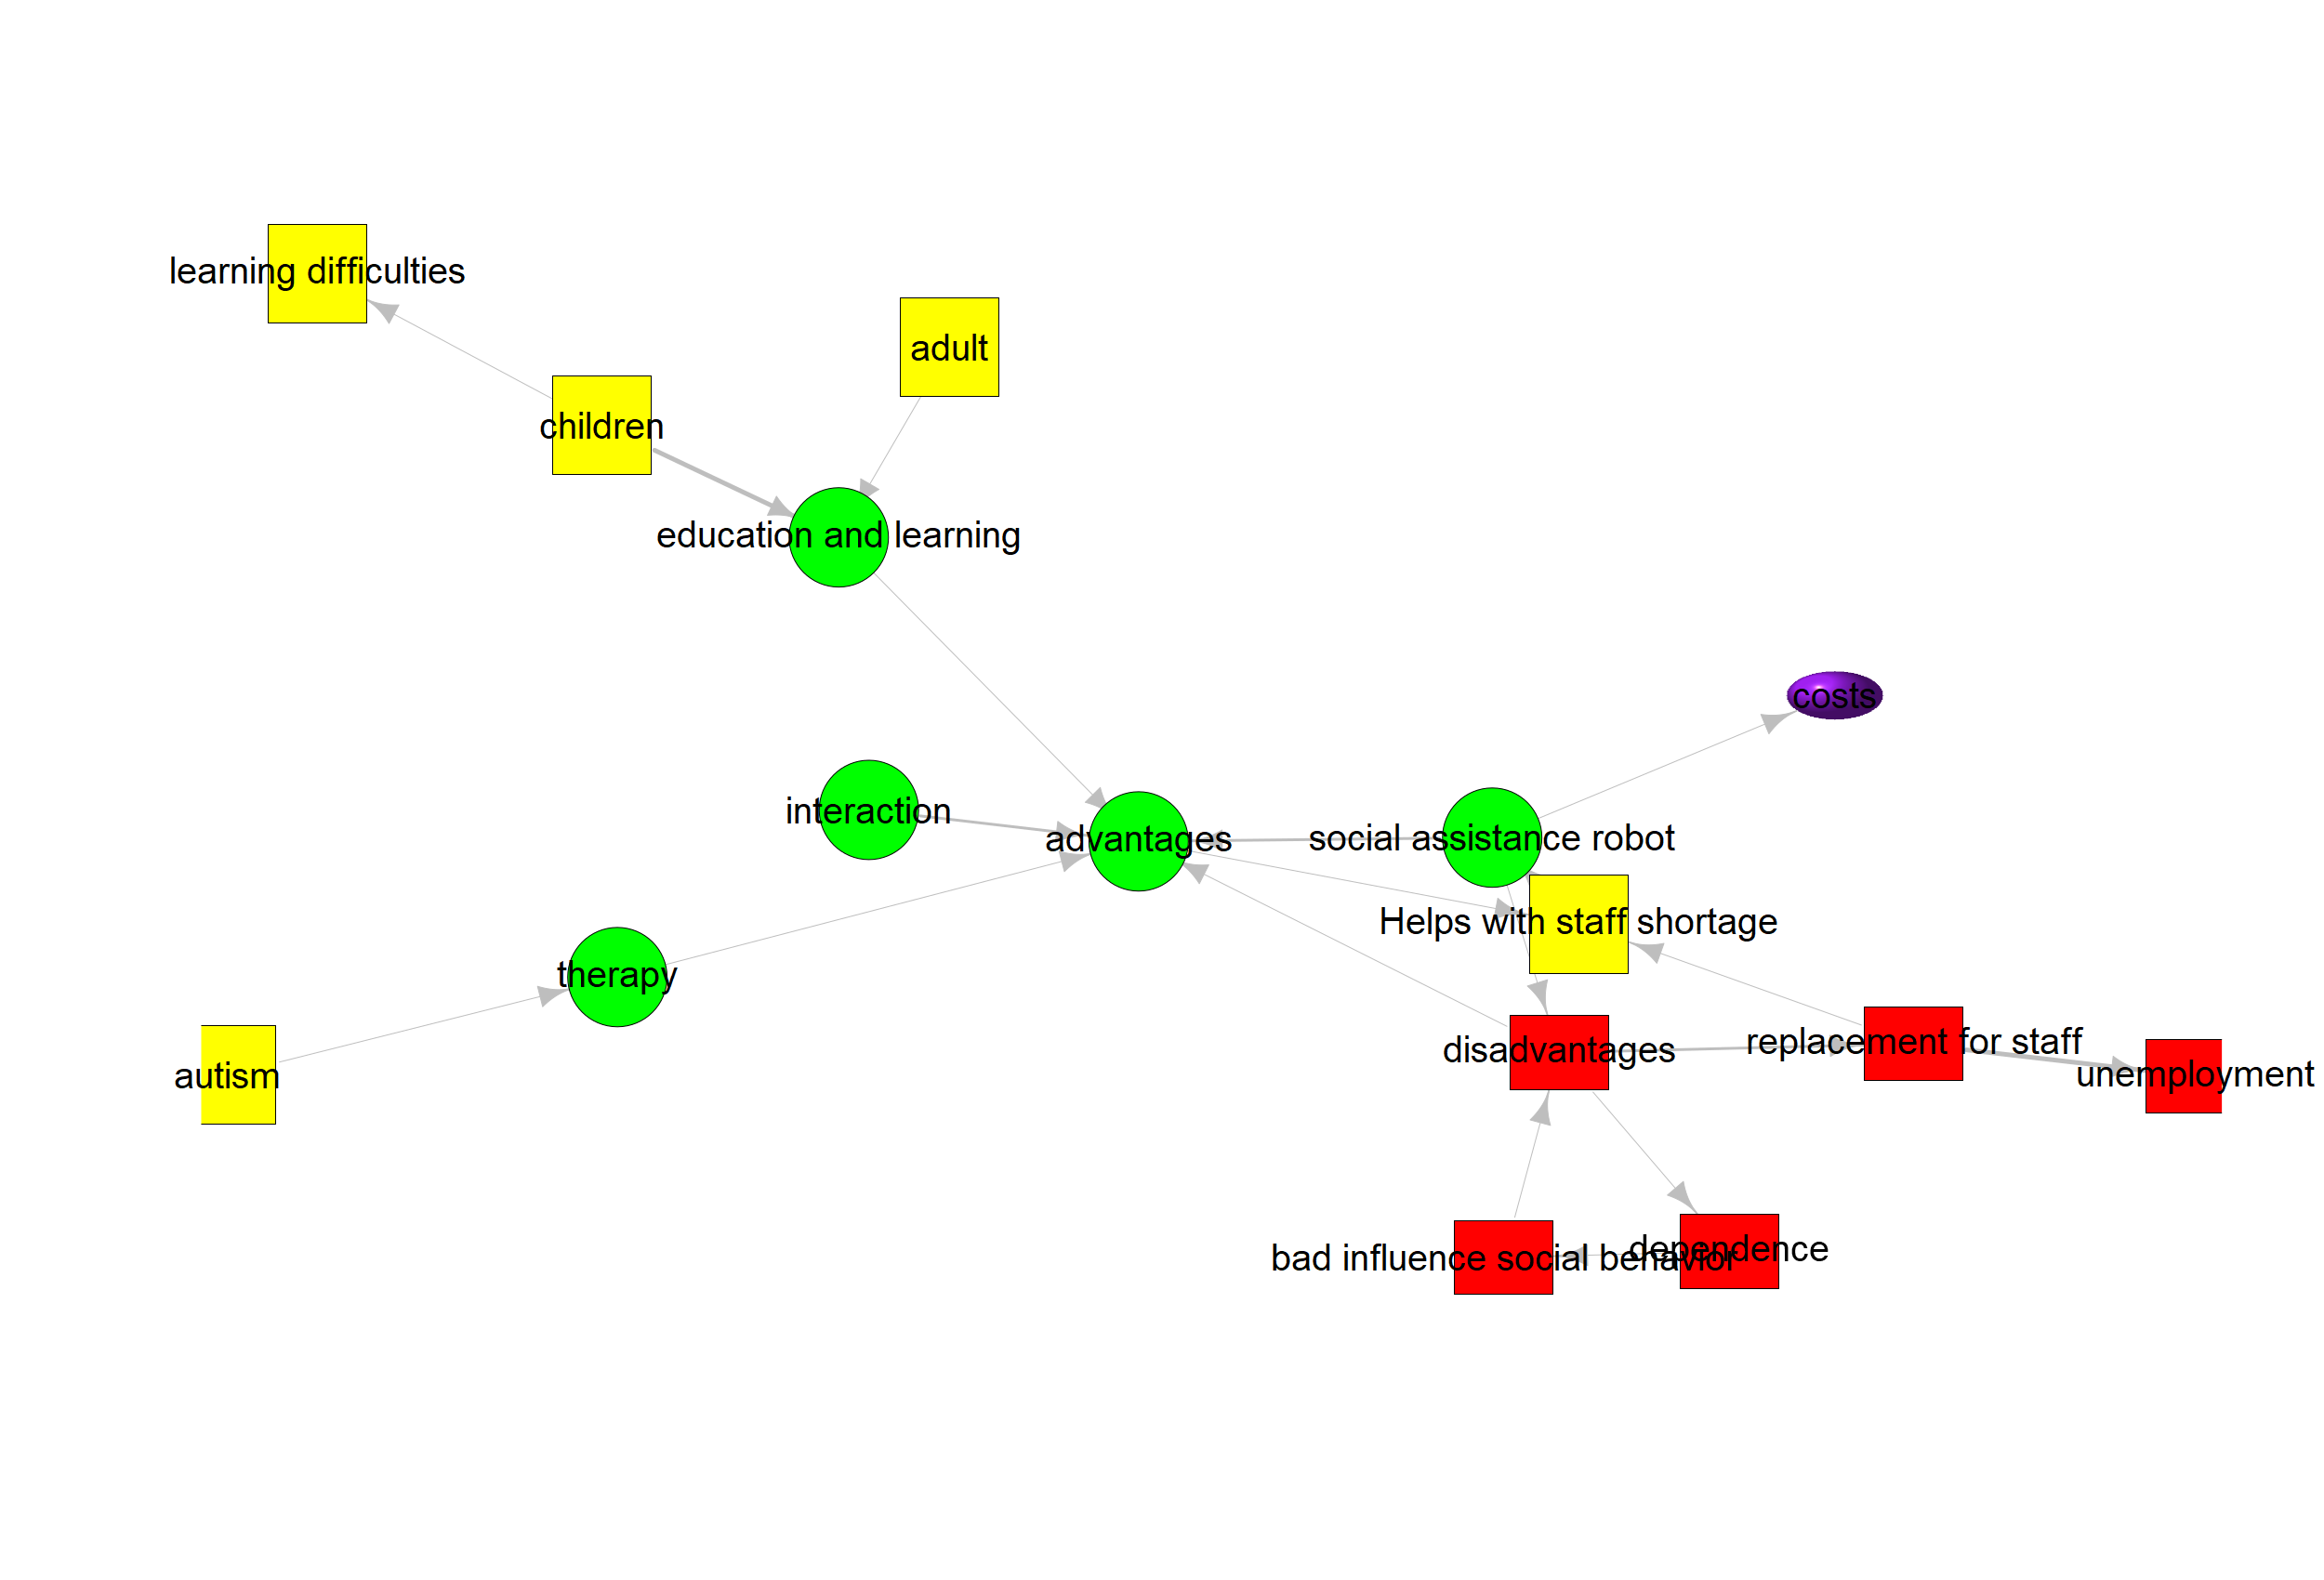 learning difficulties
adult
children
education and learning
costs
interaction
advantages
social assistance robot
Helps with staff shortage
therapy
disadvantages
replacement for staff
autism
unemployment
bad influence social behavior
dependence